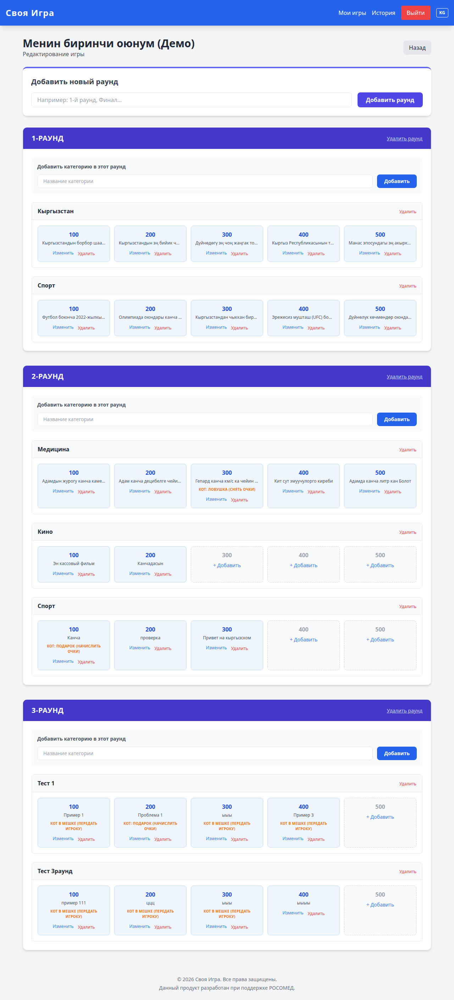 Своя Игра
Мои игры История Выйти KG
Менин биринчи оюнум (Демо)
Редактирование игры
Назад
Добавить новый раунд
Например: 1-й раунд, Финал...
Добавить раунд
1-РАУНД
Удалить раунд
Добавить категорию в этот раунд
Название категории
Добавить
Кыргызстан
Удалить
100 200 300 400 500
Кыргызстандын борбор шаа... Кыргызстандын эң бийик ч... Дүйнөдөгү эң чоң жаңгак то... Кыргыз Республикасынын т... Манас эпосундагы эң акырк...
Изменить Удалить Изменить Удалить Изменить Удалить Изменить Удалить Изменить Удалить
Спорт
Удалить
100 200 300 400 500
Футбол боюнча 2022-жылкы... Олимпиада оюндары канча ... Кыргызстандан чыккан бир... Эрежесиз мушташ (UFC) бо... Дүйнөлүк көчмөндөр оюнда...
Изменить Удалить Изменить Удалить Изменить Удалить Изменить Удалить Изменить Удалить
2-РАУНД
Удалить раунд
Добавить категорию в этот раунд
Название категории
Добавить
Медицина
Удалить
100 200 300 400 500
Адамдын журогу канча каме... Адам канча децибелге чейи... Гепард канча км/с ка чейин ... Кит сут эмуучулорго киреби Адамда канча литр кан Болот
КОТ: ЛОВУШКА (СНЯТЬ ОЧКИ)
Изменить Удалить Изменить Удалить Изменить Удалить Изменить Удалить Изменить Удалить
Кино
Удалить
100 200 300 400 500
Эн кассовый фильм Канчадасын + Добавить + Добавить + Добавить
Изменить Удалить Изменить Удалить
Спорт
Удалить
100 200 300 400 500
Канча проверка Привет на кыргызском + Добавить + Добавить
КОТ: ПОДАРОК (НАЧИСЛИТЬ
ОЧКИ)
Изменить Удалить Изменить Удалить Изменить Удалить
3-РАУНД
Удалить раунд
Добавить категорию в этот раунд
Название категории
Добавить
Тест 1
Удалить
100 200 300 400 500
Пример 1 Проблема 1 ыыы Пример 3 + Добавить
КОТ В МЕШКЕ (ПЕРЕДАТЬ КОТ: ПОДАРОК (НАЧИСЛИТЬ КОТ В МЕШКЕ (ПЕРЕДАТЬ КОТ В МЕШКЕ (ПЕРЕДАТЬ
ИГРОКУ) ОЧКИ) ИГРОКУ) ИГРОКУ)
Изменить Удалить Изменить Удалить Изменить Удалить Изменить Удалить
Тест 3раунд
Удалить
100 200 300 400 500
пример 111 ццц ыыы ыыыы + Добавить
КОТ В МЕШКЕ (ПЕРЕДАТЬ КОТ В МЕШКЕ (ПЕРЕДАТЬ КОТ В МЕШКЕ (ПЕРЕДАТЬ
ИГРОКУ) ИГРОКУ) ИГРОКУ)
Изменить Удалить Изменить Удалить Изменить Удалить Изменить Удалить
© 2026 Своя Игра. Все права защищены.
Данный продукт разработан при поддержке РОСОМЕД.